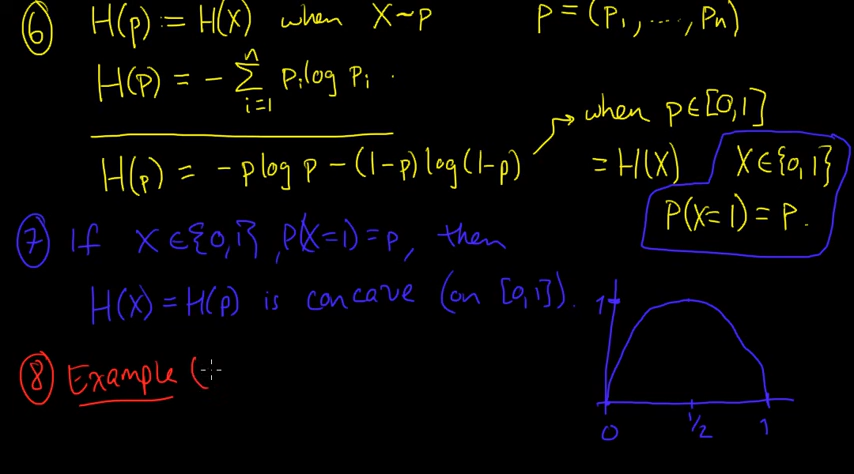 ⑥ H(p) := H(X) when X~p p = (p₁, ..., pₙ)
H(p) = - ∑ᵢ₌₁ⁿ pᵢ log pᵢ .
when p∈[0,1]
H(p) = -p log p - (1-p) log (1-p)
= H(X) X∈{0,1}
P(X=1) = p.
⑦ If X∈{0,1}, P(X=1)=p, then
H(X) = H(p) is concave (on [0,1]).
1
0 1/2 1
⑧ Example (